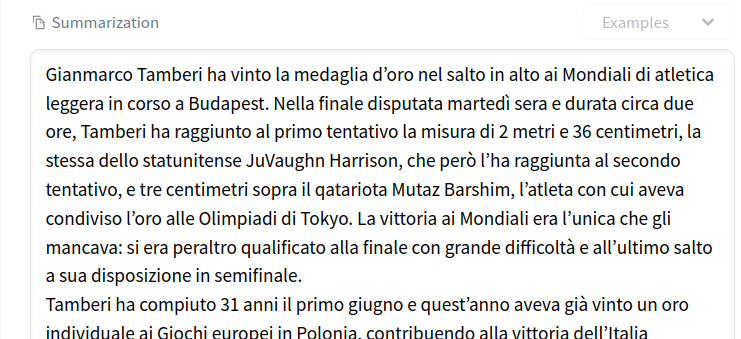 Summarization
Examples
Gianmarco Tamberi ha vinto la medaglia d’oro nel salto in alto ai Mondiali di atletica
leggera in corso a Budapest. Nella finale disputata martedì sera e durata circa due
ore, Tamberi ha raggiunto al primo tentativo la misura di 2 metri e 36 centimetri, la
stessa dello statunitense JuVaughn Harrison, che però l’ha raggiunta al secondo
tentativo, e tre centimetri sopra il qatariota Mutaz Barshim, l’atleta con cui aveva
condiviso l’oro alle Olimpiadi di Tokyo. La vittoria ai Mondiali era l’unica che gli
mancava: si era peraltro qualificato alla finale con grande difficoltà e all’ultimo salto
a sua disposizione in semifinale.
Tamberi ha compiuto 31 anni il primo giugno e quest’anno aveva già vinto un oro
individuale ai Giochi europei in Polonia, contribuendo alla vittoria dell’Italia